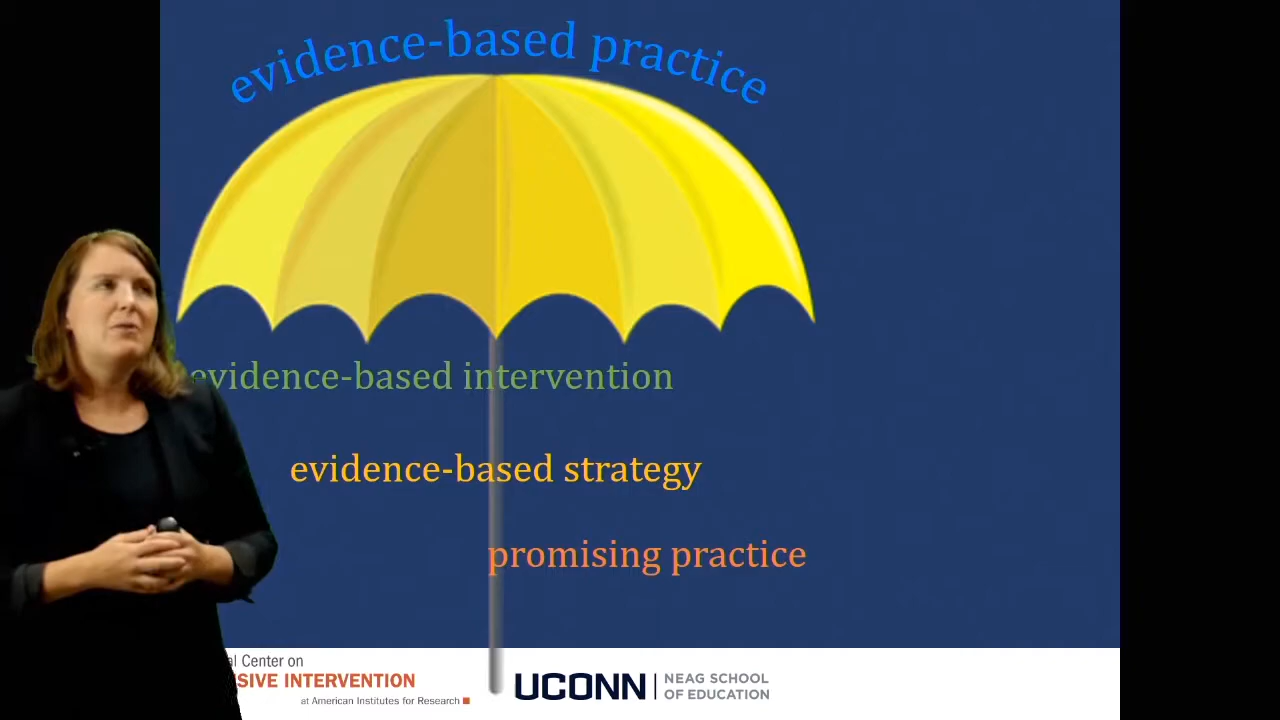 evidence-based practice
evidence-based intervention
evidence-based strategy
promising practice
al Center on
SIVE INTERVENTION
at American Institutes for Research
UCONN
NEAG SCHOOL
OF EDUCATION